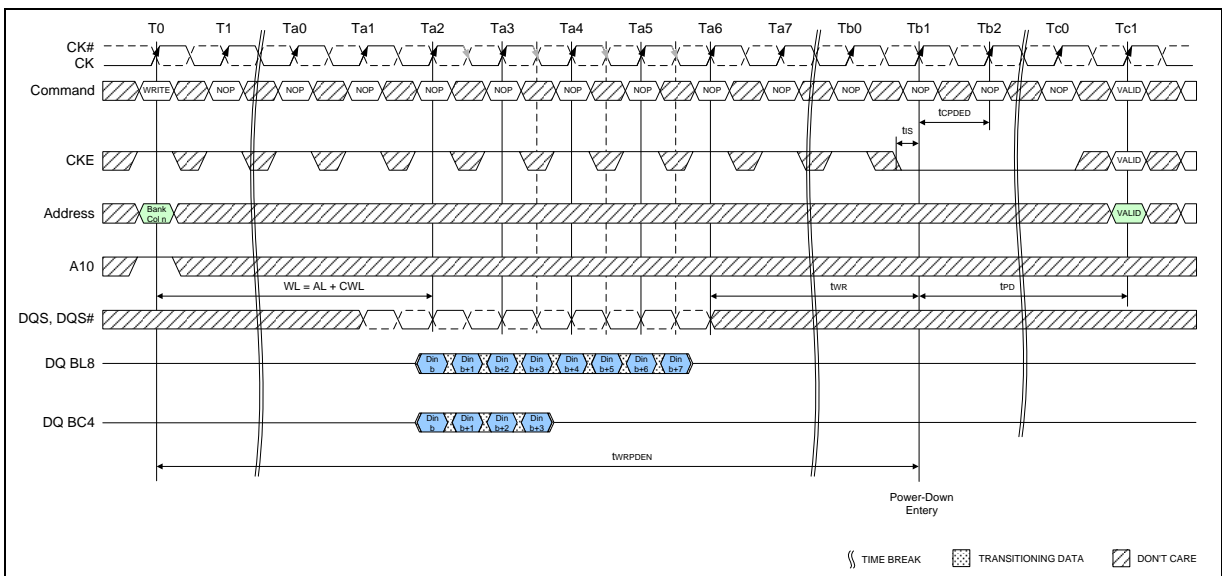 T0 T1 Ta0 Ta1 Ta2 Ta3 Ta4 Ta5 Ta6 Ta7 Tb0 Tb1 Tb2 Tc0 Tc1
CK#
CK
Command WRITE NOP NOP NOP NOP NOP NOP NOP NOP NOP NOP NOP NOP NOP VALID
tCPDED
tIS
CKE VALID
Address Bank Col n VALID
A10
WL = AL + CWL tWR tPD
DQS, DQS#
DQ BL8 Din b Din b+1 Din b+2 Din b+3 Din b+4 Din b+5 Din b+6 Din b+7
DQ BC4 Din b Din b+1 Din b+2 Din b+3
tWRPDEN
Power-Down
Entery
TIME BREAK TRANSITIONING DATA DON'T CARE